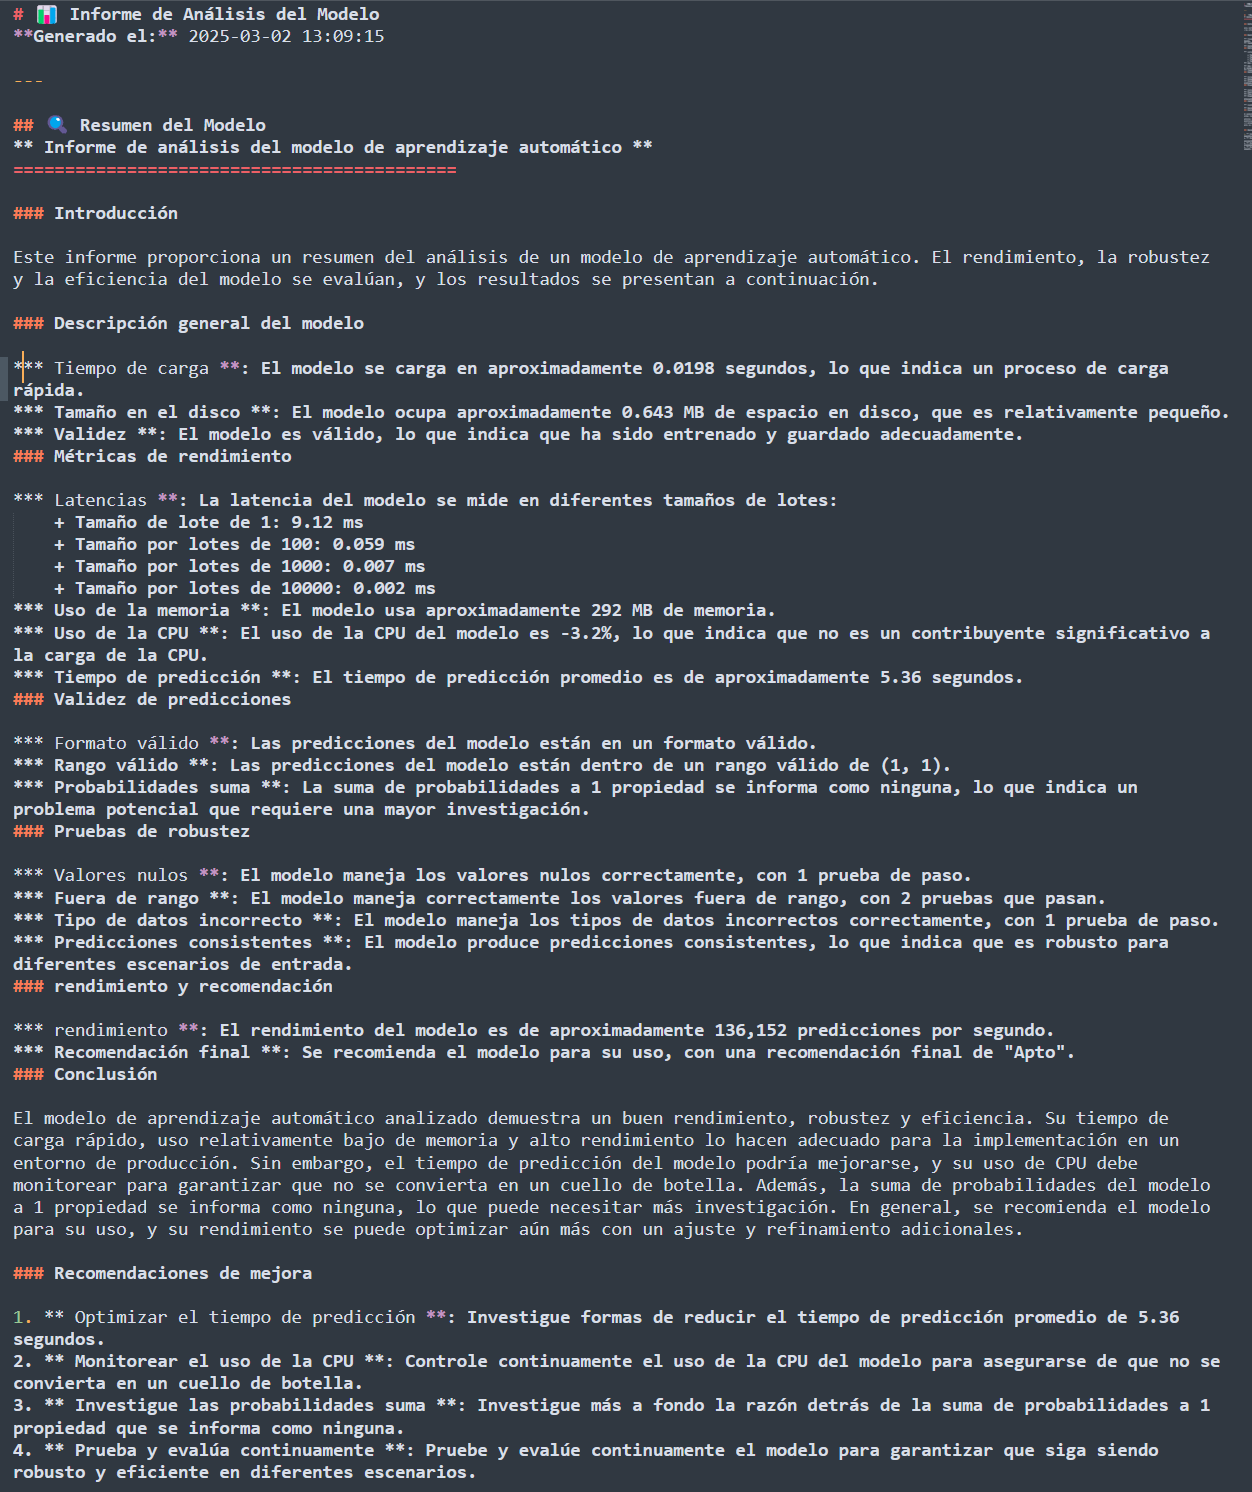 # 📊 Informe de Análisis del Modelo
**Generado el:** 2025-03-02 13:09:15
---
## 🔍 Resumen del Modelo
** Informe de análisis del modelo de aprendizaje automático **
===========================================
### Introducción
Este informe proporciona un resumen del análisis de un modelo de aprendizaje automático. El rendimiento, la robustez
y la eficiencia del modelo se evalúan, y los resultados se presentan a continuación.
### Descripción general del modelo
*** Tiempo de carga **: El modelo se carga en aproximadamente 0.0198 segundos, lo que indica un proceso de carga
rápida.
*** Tamaño en el disco **: El modelo ocupa aproximadamente 0.643 MB de espacio en disco, que es relativamente pequeño.
*** Validez **: El modelo es válido, lo que indica que ha sido entrenado y guardado adecuadamente.
### Métricas de rendimiento
*** Latencias **: La latencia del modelo se mide en diferentes tamaños de lotes:
+ Tamaño de lote de 1: 9.12 ms
+ Tamaño por lotes de 100: 0.059 ms
+ Tamaño por lotes de 1000: 0.007 ms
+ Tamaño por lotes de 10000: 0.002 ms
*** Uso de la memoria **: El modelo usa aproximadamente 292 MB de memoria.
*** Uso de la CPU **: El uso de la CPU del modelo es -3.2%, lo que indica que no es un contribuyente significativo a
la carga de la CPU.
*** Tiempo de predicción **: El tiempo de predicción promedio es de aproximadamente 5.36 segundos.
### Validez de predicciones
*** Formato válido **: Las predicciones del modelo están en un formato válido.
*** Rango válido **: Las predicciones del modelo están dentro de un rango válido de (1, 1).
*** Probabilidades suma **: La suma de probabilidades a 1 propiedad se informa como ninguna, lo que indica un
problema potencial que requiere una mayor investigación.
### Pruebas de robustez
*** Valores nulos **: El modelo maneja los valores nulos correctamente, con 1 prueba de paso.
*** Fuera de rango **: El modelo maneja correctamente los valores fuera de rango, con 2 pruebas que pasan.
*** Tipo de datos incorrecto **: El modelo maneja los tipos de datos incorrectos correctamente, con 1 prueba de paso.
*** Predicciones consistentes **: El modelo produce predicciones consistentes, lo que indica que es robusto para
diferentes escenarios de entrada.
### rendimiento y recomendación
*** rendimiento **: El rendimiento del modelo es de aproximadamente 136,152 predicciones por segundo.
*** Recomendación final **: Se recomienda el modelo para su uso, con una recomendación final de "Apto".
### Conclusión
El modelo de aprendizaje automático analizado demuestra un buen rendimiento, robustez y eficiencia. Su tiempo de
carga rápido, uso relativamente bajo de memoria y alto rendimiento lo hacen adecuado para la implementación en un
entorno de producción. Sin embargo, el tiempo de predicción del modelo podría mejorarse, y su uso de CPU debe
monitorear para garantizar que no se convierta en un cuello de botella. Además, la suma de probabilidades del modelo
a 1 propiedad se informa como ninguna, lo que puede necesitar más investigación. En general, se recomienda el modelo
para su uso, y su rendimiento se puede optimizar aún más con un ajuste y refinamiento adicionales.
### Recomendaciones de mejora
1. ** Optimizar el tiempo de predicción **: Investigue formas de reducir el tiempo de predicción promedio de 5.36
segundos.
2. ** Monitorear el uso de la CPU **: Controle continuamente el uso de la CPU del modelo para asegurarse de que no se
convierta en un cuello de botella.
3. ** Investigue las probabilidades suma **: Investigue más a fondo la razón detrás de la suma de probabilidades a 1
propiedad que se informa como ninguna.
4. ** Prueba y evalúa continuamente **: Pruebe y evalúe continuamente el modelo para garantizar que siga siendo
robusto y eficiente en diferentes escenarios.